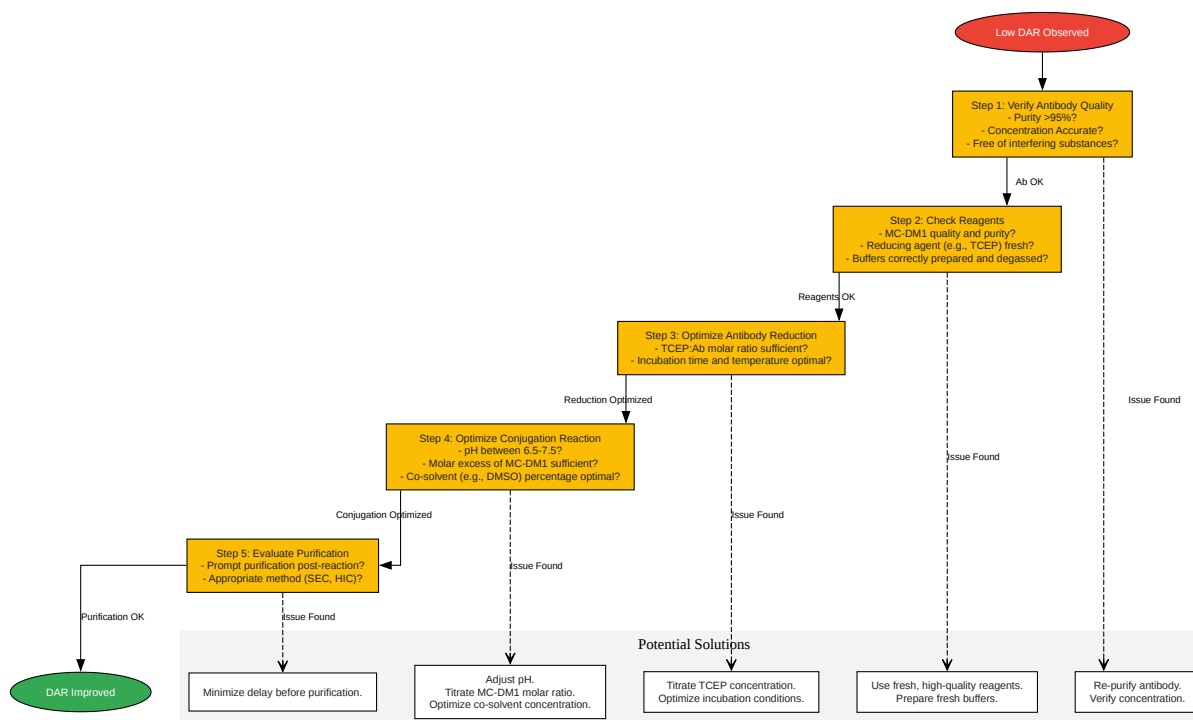 Low DAR Observed
Step 1: Verify Antibody Quality
- Purity >95%?
- Concentration Accurate?
- Free of interfering substances?
Ab OK
Step 2: Check Reagents
- MC-DM1 quality and purity?
- Reducing agent (e.g., TCEP) fresh?
- Buffers correctly prepared and degassed?
Reagents OK
Step 3: Optimize Antibody Reduction
- TCEP:Ab molar ratio sufficient?
- Incubation time and temperature optimal?
Reduction Optimized
Issue Found
Step 4: Optimize Conjugation Reaction
- pH between 6.5-7.5?
- Molar excess of MC-DM1 sufficient?
- Co-solvent (e.g., DMSO) percentage optimal?
Issue Found
Conjugation Optimized
Issue Found
Step 5: Evaluate Purification
- Prompt purification post-reaction?
- Appropriate method (SEC, HIC)?
Issue Found
Purification OK
Issue Found
Potential Solutions
DAR Improved
Minimize delay before purification.
Adjust pH.
Titrate MC-DM1 molar ratio.
Optimize co-solvent concentration.
Titrate TCEP concentration.
Optimize incubation conditions.
Use fresh, high-quality reagents.
Prepare fresh buffers.
Re-purify antibody.
Verify concentration.